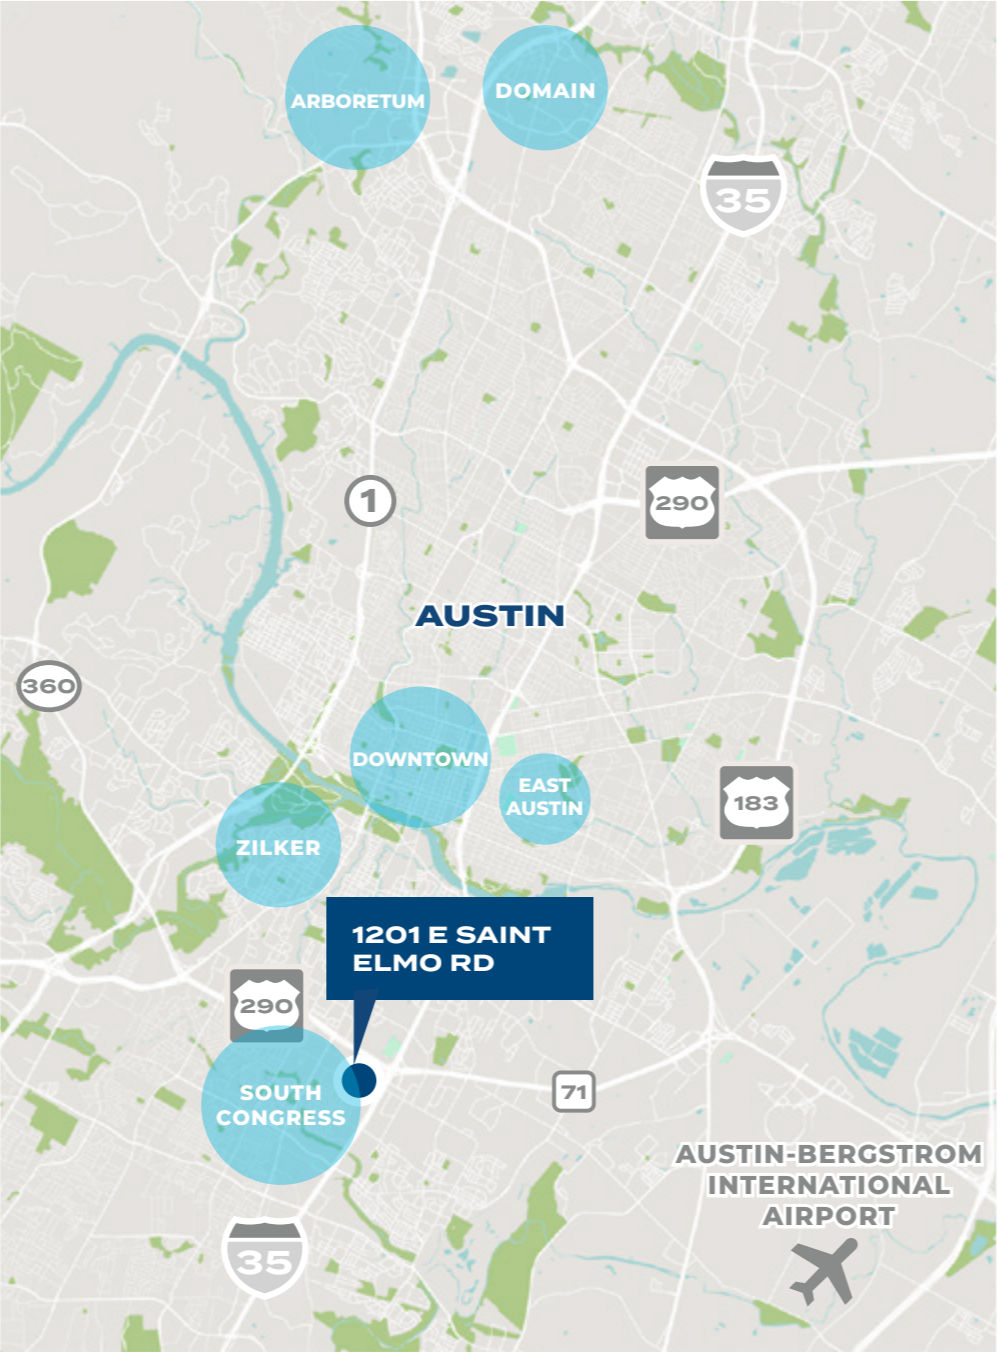 ARBORETUM
DOMAIN
35
1
290
AUSTIN
360
DOWNTOWN
EAST
AUSTIN
183
ZILKER
1201 E SAINT
ELMO RD
290
SOUTH
CONGRESS
71
AUSTIN-BERGSTROM
INTERNATIONAL
AIRPORT
35